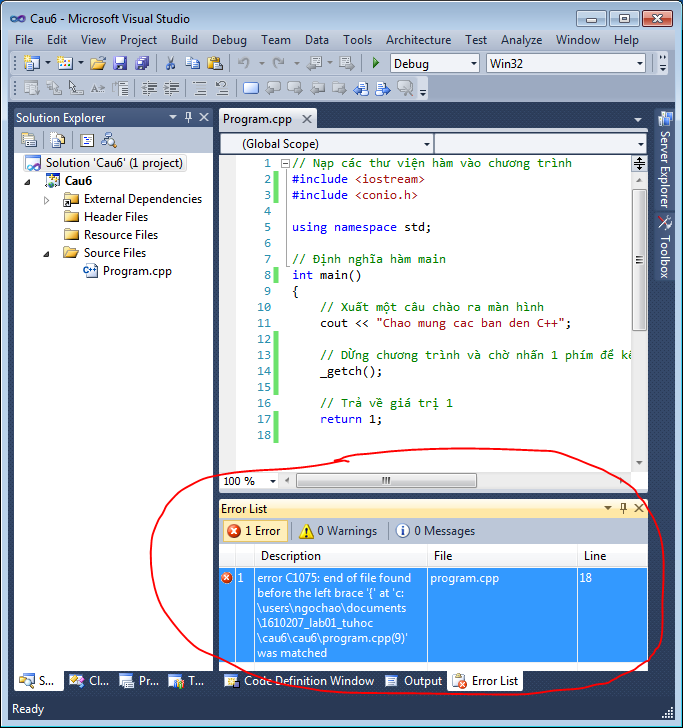 Cau6 - Microsoft Visual Studio
File Edit View Project Build Debug Team Data Tools Architecture Test Analyze Window Help
Debug Win32
Solution Explorer
Solution 'Cau6' (1 project)
Cau6
External Dependencies
Header Files
Resource Files
Source Files
Program.cpp
Program.cpp
(Global Scope)
1 // Nạp các thư viện hàm vào chương trình
2 #include <iostream>
3 #include <conio.h>
4
5 using namespace std;
6
7 // Định nghĩa hàm main
8 int main()
9 {
10 // Xuất một câu chào ra màn hình
11 cout << "Chao mung cac ban den C++";
12
13 // Dừng chương trình và chờ nhấn 1 phím để kế
14 _getch();
15
16 // Trả về giá trị 1
17 return 1;
18
100 %
Server Explorer
Toolbox
Error List
1 Error 0 Warnings 0 Messages
Description File Line
1 error C1075: end of file found program.cpp 18
before the left brace '{' at 'c:
\users\ngochao\documents
\1610207_lab01_tuhoc
\cau6\cau6\program.cpp(9)'
was matched
S... Cl... Pr... T... Code Definition Window Output Error List
Ready